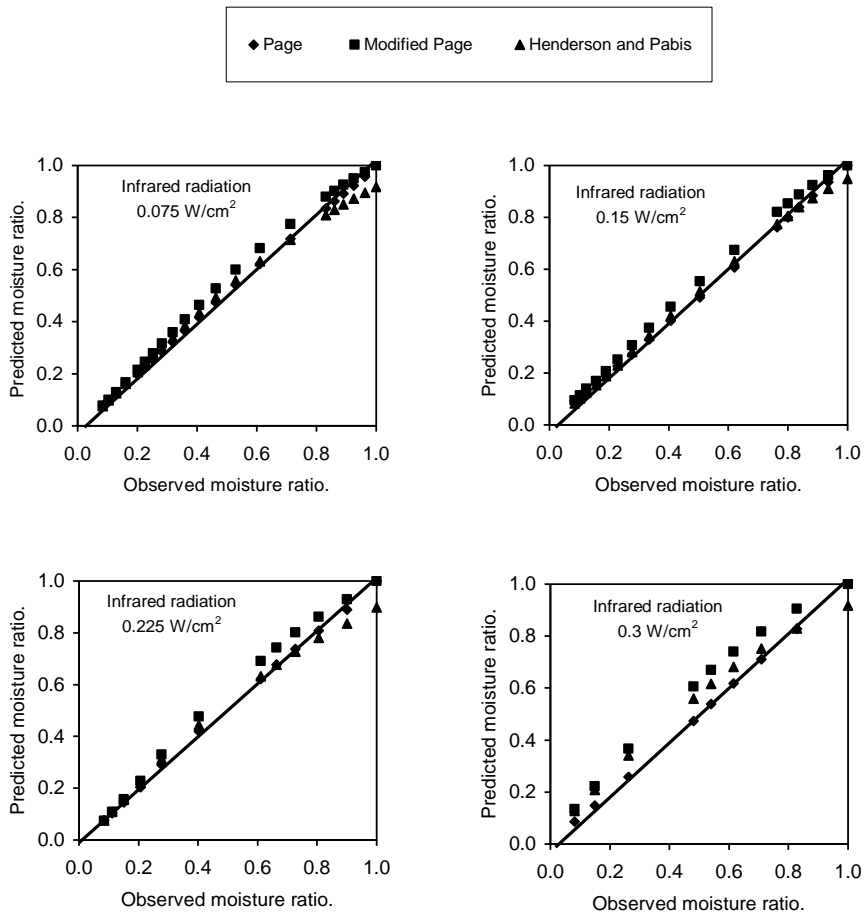 Page Modified Page Henderson and Pabis
Infrared radiation
0.075 W/cm²
Predicted moisture ratio.
1.0
0.8
0.6
0.4
0.2
0.0
0.0 0.2 0.4 0.6 0.8 1.0
Observed moisture ratio.
Infrared radiation
0.15 W/cm²
Predicted moisture ratio.
1.0
0.8
0.6
0.4
0.2
0.0
0.0 0.2 0.4 0.6 0.8 1.0
Observed moisture ratio.
Infrared radiation
0.225 W/cm²
Predicted moisture ratio.
1.0
0.8
0.6
0.4
0.2
0.0
0.0 0.2 0.4 0.6 0.8 1.0
Observed moisture ratio.
Infrared radiation
0.3 W/cm²
Predicted moisture ratio.
1.0
0.8
0.6
0.4
0.2
0.0
0.0 0.2 0.4 0.6 0.8 1.0
Observed moisture ratio.